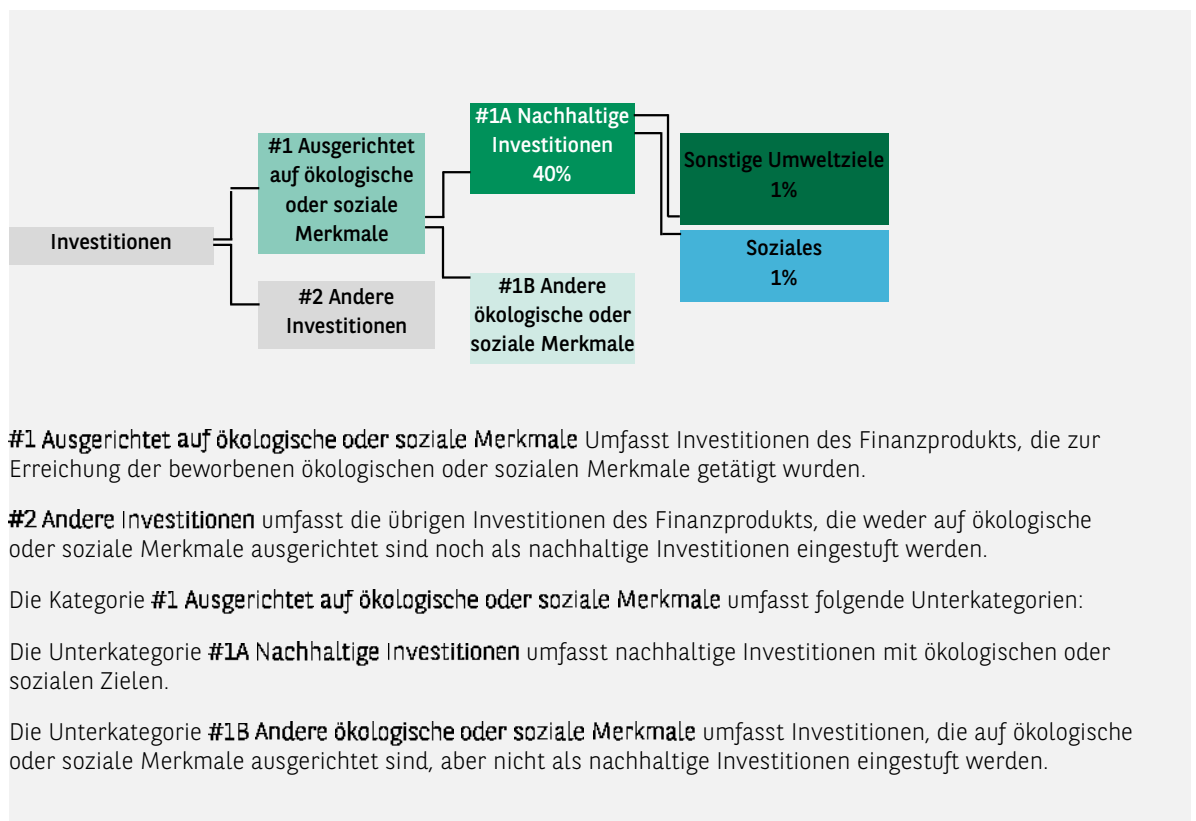 #1A Nachhaltige
Investitionen
40%
#1 Ausgerichtet
auf ökologische
oder soziale
Merkmale
Sonstige Umweltziele
1%
Investitionen
Soziales
1%
#2 Andere
Investitionen
#1B Andere
ökologische oder
soziale Merkmale
#1 Ausgerichtet auf ökologische oder soziale Merkmale Umfasst Investitionen des Finanzprodukts, die zur
Erreichung der beworbenen ökologischen oder sozialen Merkmale getätigt wurden.
#2 Andere Investitionen umfasst die übrigen Investitionen des Finanzprodukts, die weder auf ökologische
oder soziale Merkmale ausgerichtet sind noch als nachhaltige Investitionen eingestuft werden.
Die Kategorie #1 Ausgerichtet auf ökologische oder soziale Merkmale umfasst folgende Unterkategorien:
Die Unterkategorie #1A Nachhaltige Investitionen umfasst nachhaltige Investitionen mit ökologischen oder
sozialen Zielen.
Die Unterkategorie #1B Andere ökologische oder soziale Merkmale umfasst Investitionen, die auf ökologische
oder soziale Merkmale ausgerichtet sind, aber nicht als nachhaltige Investitionen eingestuft werden.